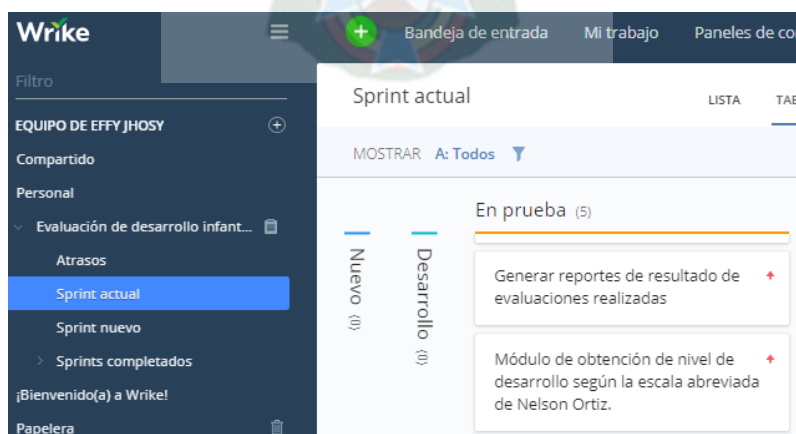 Wrike
Bandeja de entrada
Mi trabajo
Paneles de co
Filtro
EQUIPO DE EFFY JHOSY
Compartido
Personal
Evaluación de desarrollo infant...
Atrasos
Sprint actual
Sprint nuevo
Sprints completados
¡Bienvenido(a) a Wrike!
Papelera
Sprint actual
LISTA
TAB
MOSTRAR A: Todos
Nuevo (0)
Desarrollo (0)
En prueba (5)
Generar reportes de resultado de
evaluaciones realizadas
Módulo de obtención de nivel de
desarrollo según la escala abreviada
de Nelson Ortiz.